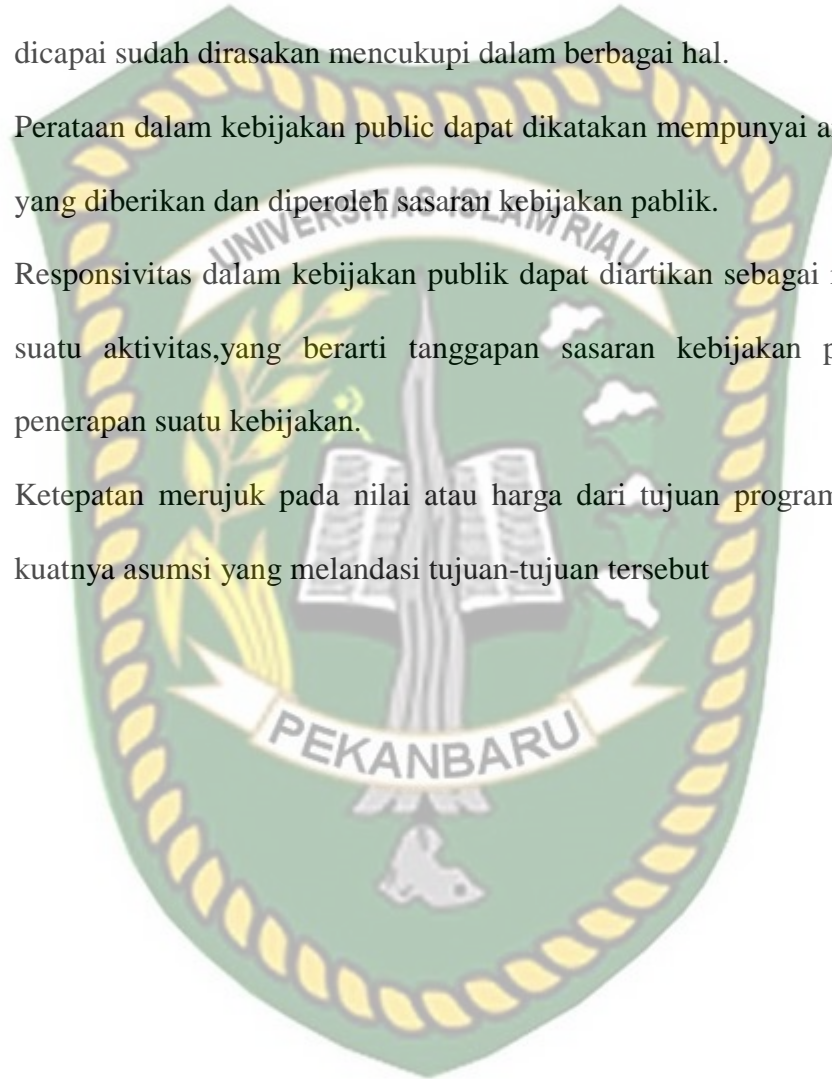 dicapai sudah dirasakan mencukupi dalam berbagai hal.
Perataan dalam kebijakan public dapat dikatakan mempunyai
yang diberikan dan diperoleh sasaran kebijakan pablik.
UNIVERSITAS ISLAM RIAU
Responsivitas dalam kebijakan publik dapat diartikan sebagai
suatu aktivitas,yang berarti tanggapan sasaran kebijakan
penerapan suatu kebijakan.
Ketepatan merujuk pada nilai atau harga dari tujuan program
kuatnya asumsi yang melandasi tujuan-tujuan tersebut
PEKANBARU